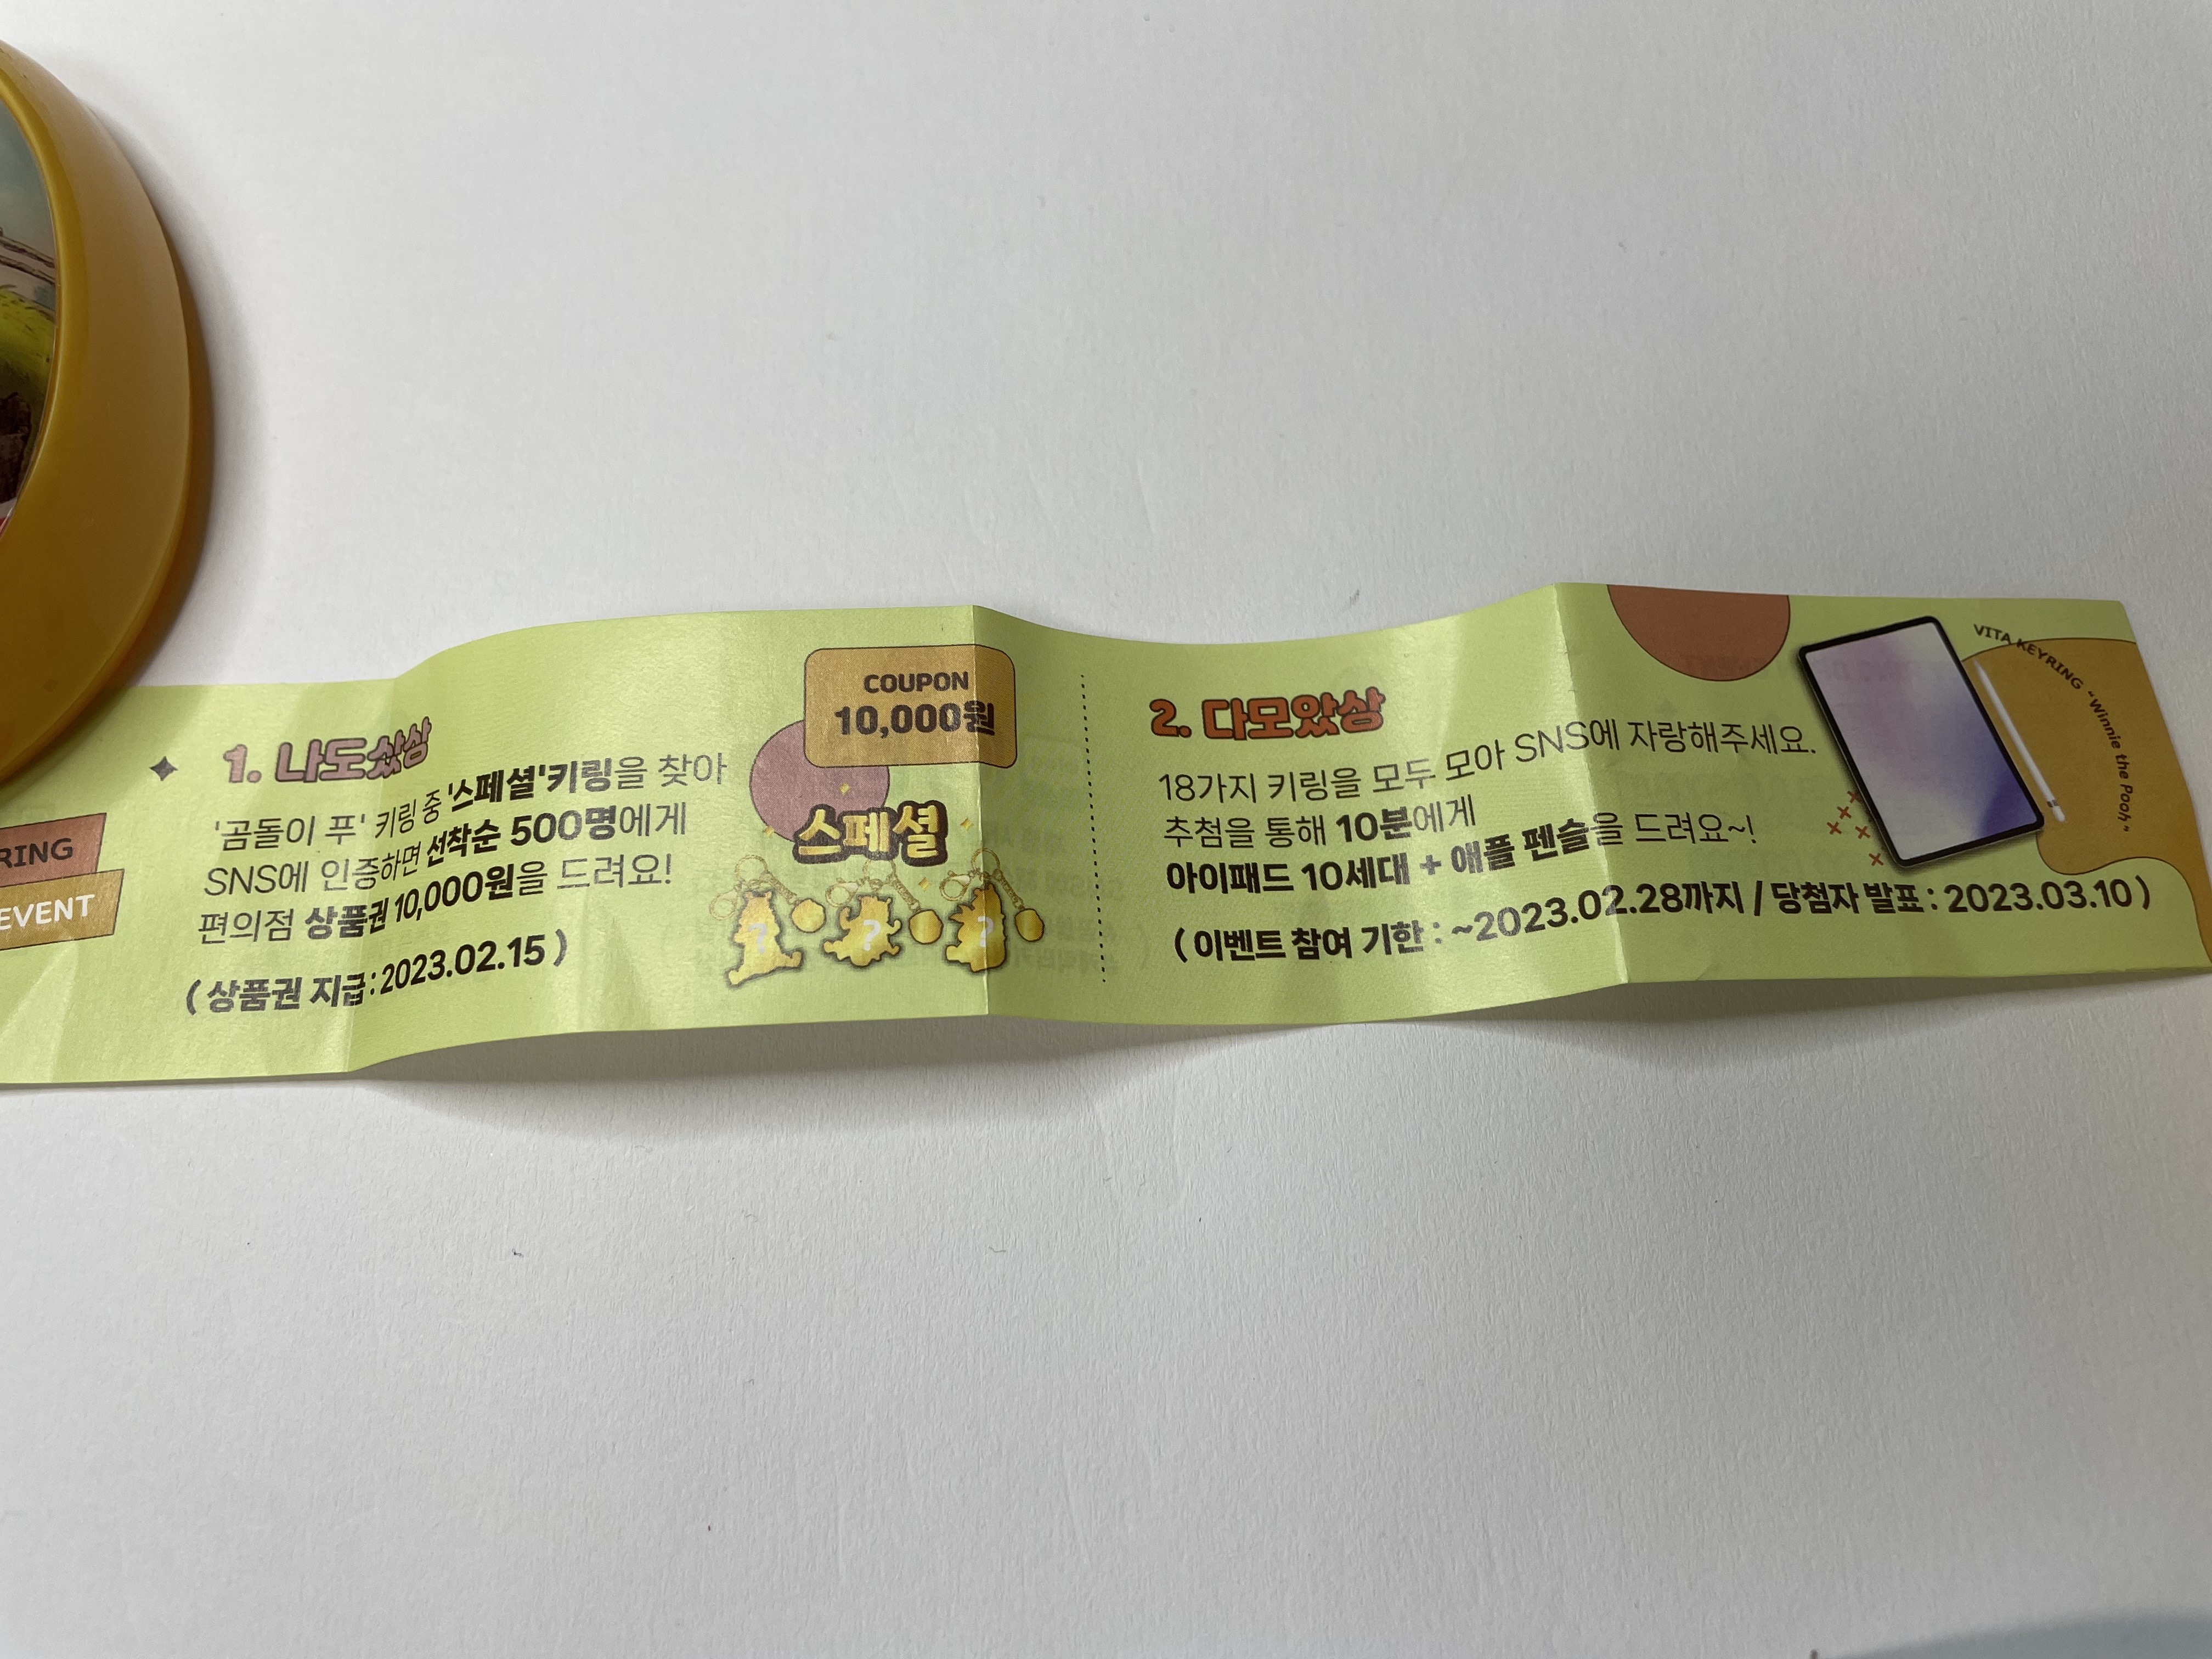 RING
EVENT
1. 나도샀상
'곰돌이 푸' 키링 중 '스페셜'키링을 찾아
SNS에 인증하면 선착순 500명에게
편의점 상품권 10,000원을 드려요!
( 상품권 지급 : 2023.02.15 )
COUPON
10,000원
스페셜
? ? ?
2. 다모았상
18가지 키링을 모두 모아 SNS에 자랑해주세요.
추첨을 통해 10분에게
아이패드 10세대 + 애플 펜슬을 드려요~!
( 이벤트 참여 기한 : ~2023.02.28까지 / 당첨자 발표 : 2023.03.10 )
VITA KEYRING "Winnie the Pooh"